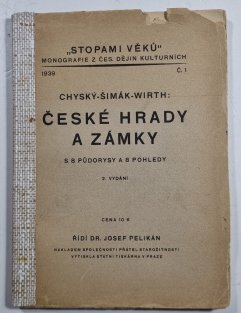 „STOPAMI VĚKŮ"
MONOGRAFIE Z ČES. DĚJIN KULTURNÍCH
1939 Č. 1
CHYSKÝ-ŠIMÁK-WIRTH:
ČESKÉ HRADY
A ZÁMKY
S 8 PŮDORYSY A 8 POHLEDY
2. VYDÁNÍ
CENA 10 K
ŘÍDÍ DR. JOSEF PELIKÁN
NÁKLADEM SPOLEČNOSTI PŘÁTEL STAROŽITNOSTÍ
VYTISKLA STÁTNÍ TISKÁRNA V PRAZE